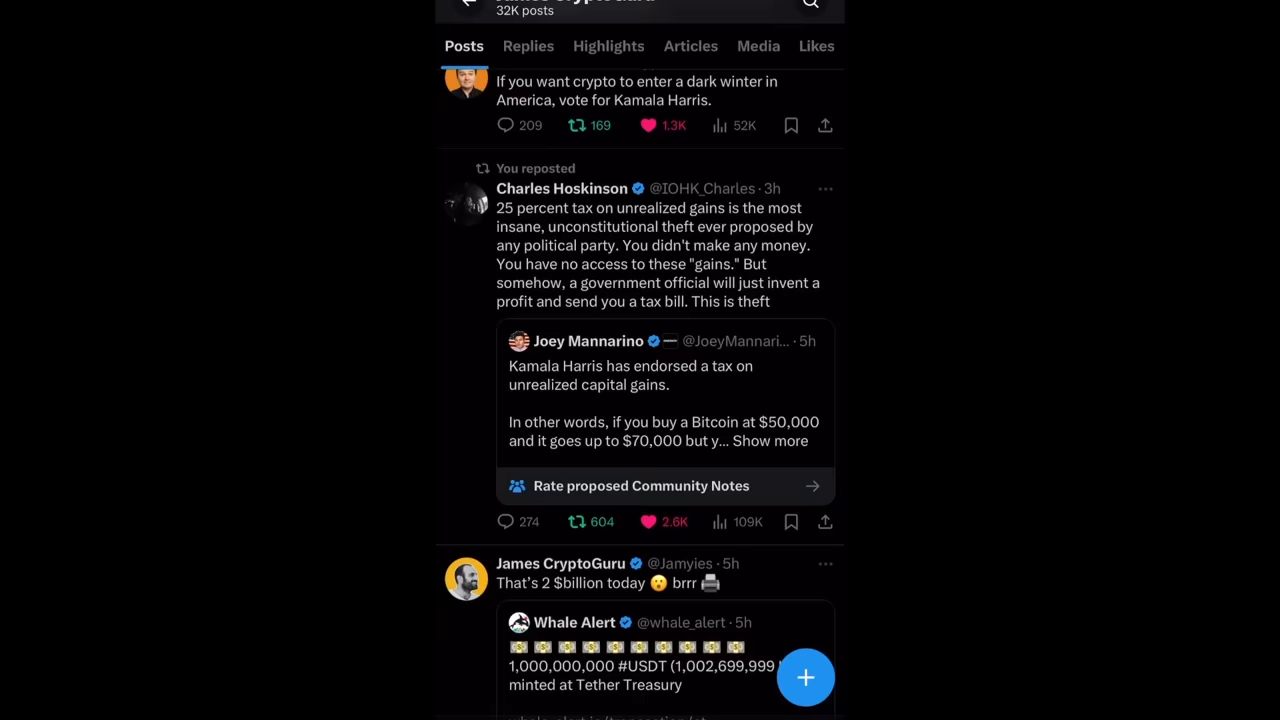 32K posts
Posts Replies Highlights Articles Media Likes
If you want crypto to enter a dark winter in
America, vote for Kamala Harris.
209 169 1.3K 52K
You reposted
Charles Hoskinson @IOHK_Charles · 3h
25 percent tax on unrealized gains is the most
insane, unconstitutional theft ever proposed by
any political party. You didn't make any money.
You have no access to these "gains." But
somehow, a government official will just invent a
profit and send you a tax bill. This is theft
Joey Mannarino @JoeyMannari... · 5h
Kamala Harris has endorsed a tax on
unrealized capital gains.
In other words, if you buy a Bitcoin at $50,000
and it goes up to $70,000 but y... Show more
Rate proposed Community Notes
274 604 2.6K 109K
James CryptoGuru @Jamyies · 5h
That’s 2 $billion today 😮 brrr 🖨️
Whale Alert @whale_alert · 5h
💵 💵 💵 💵 💵 💵 💵 💵 💵 💵
1,000,000,000 #USDT (1,002,699,999
minted at Tether Treasury